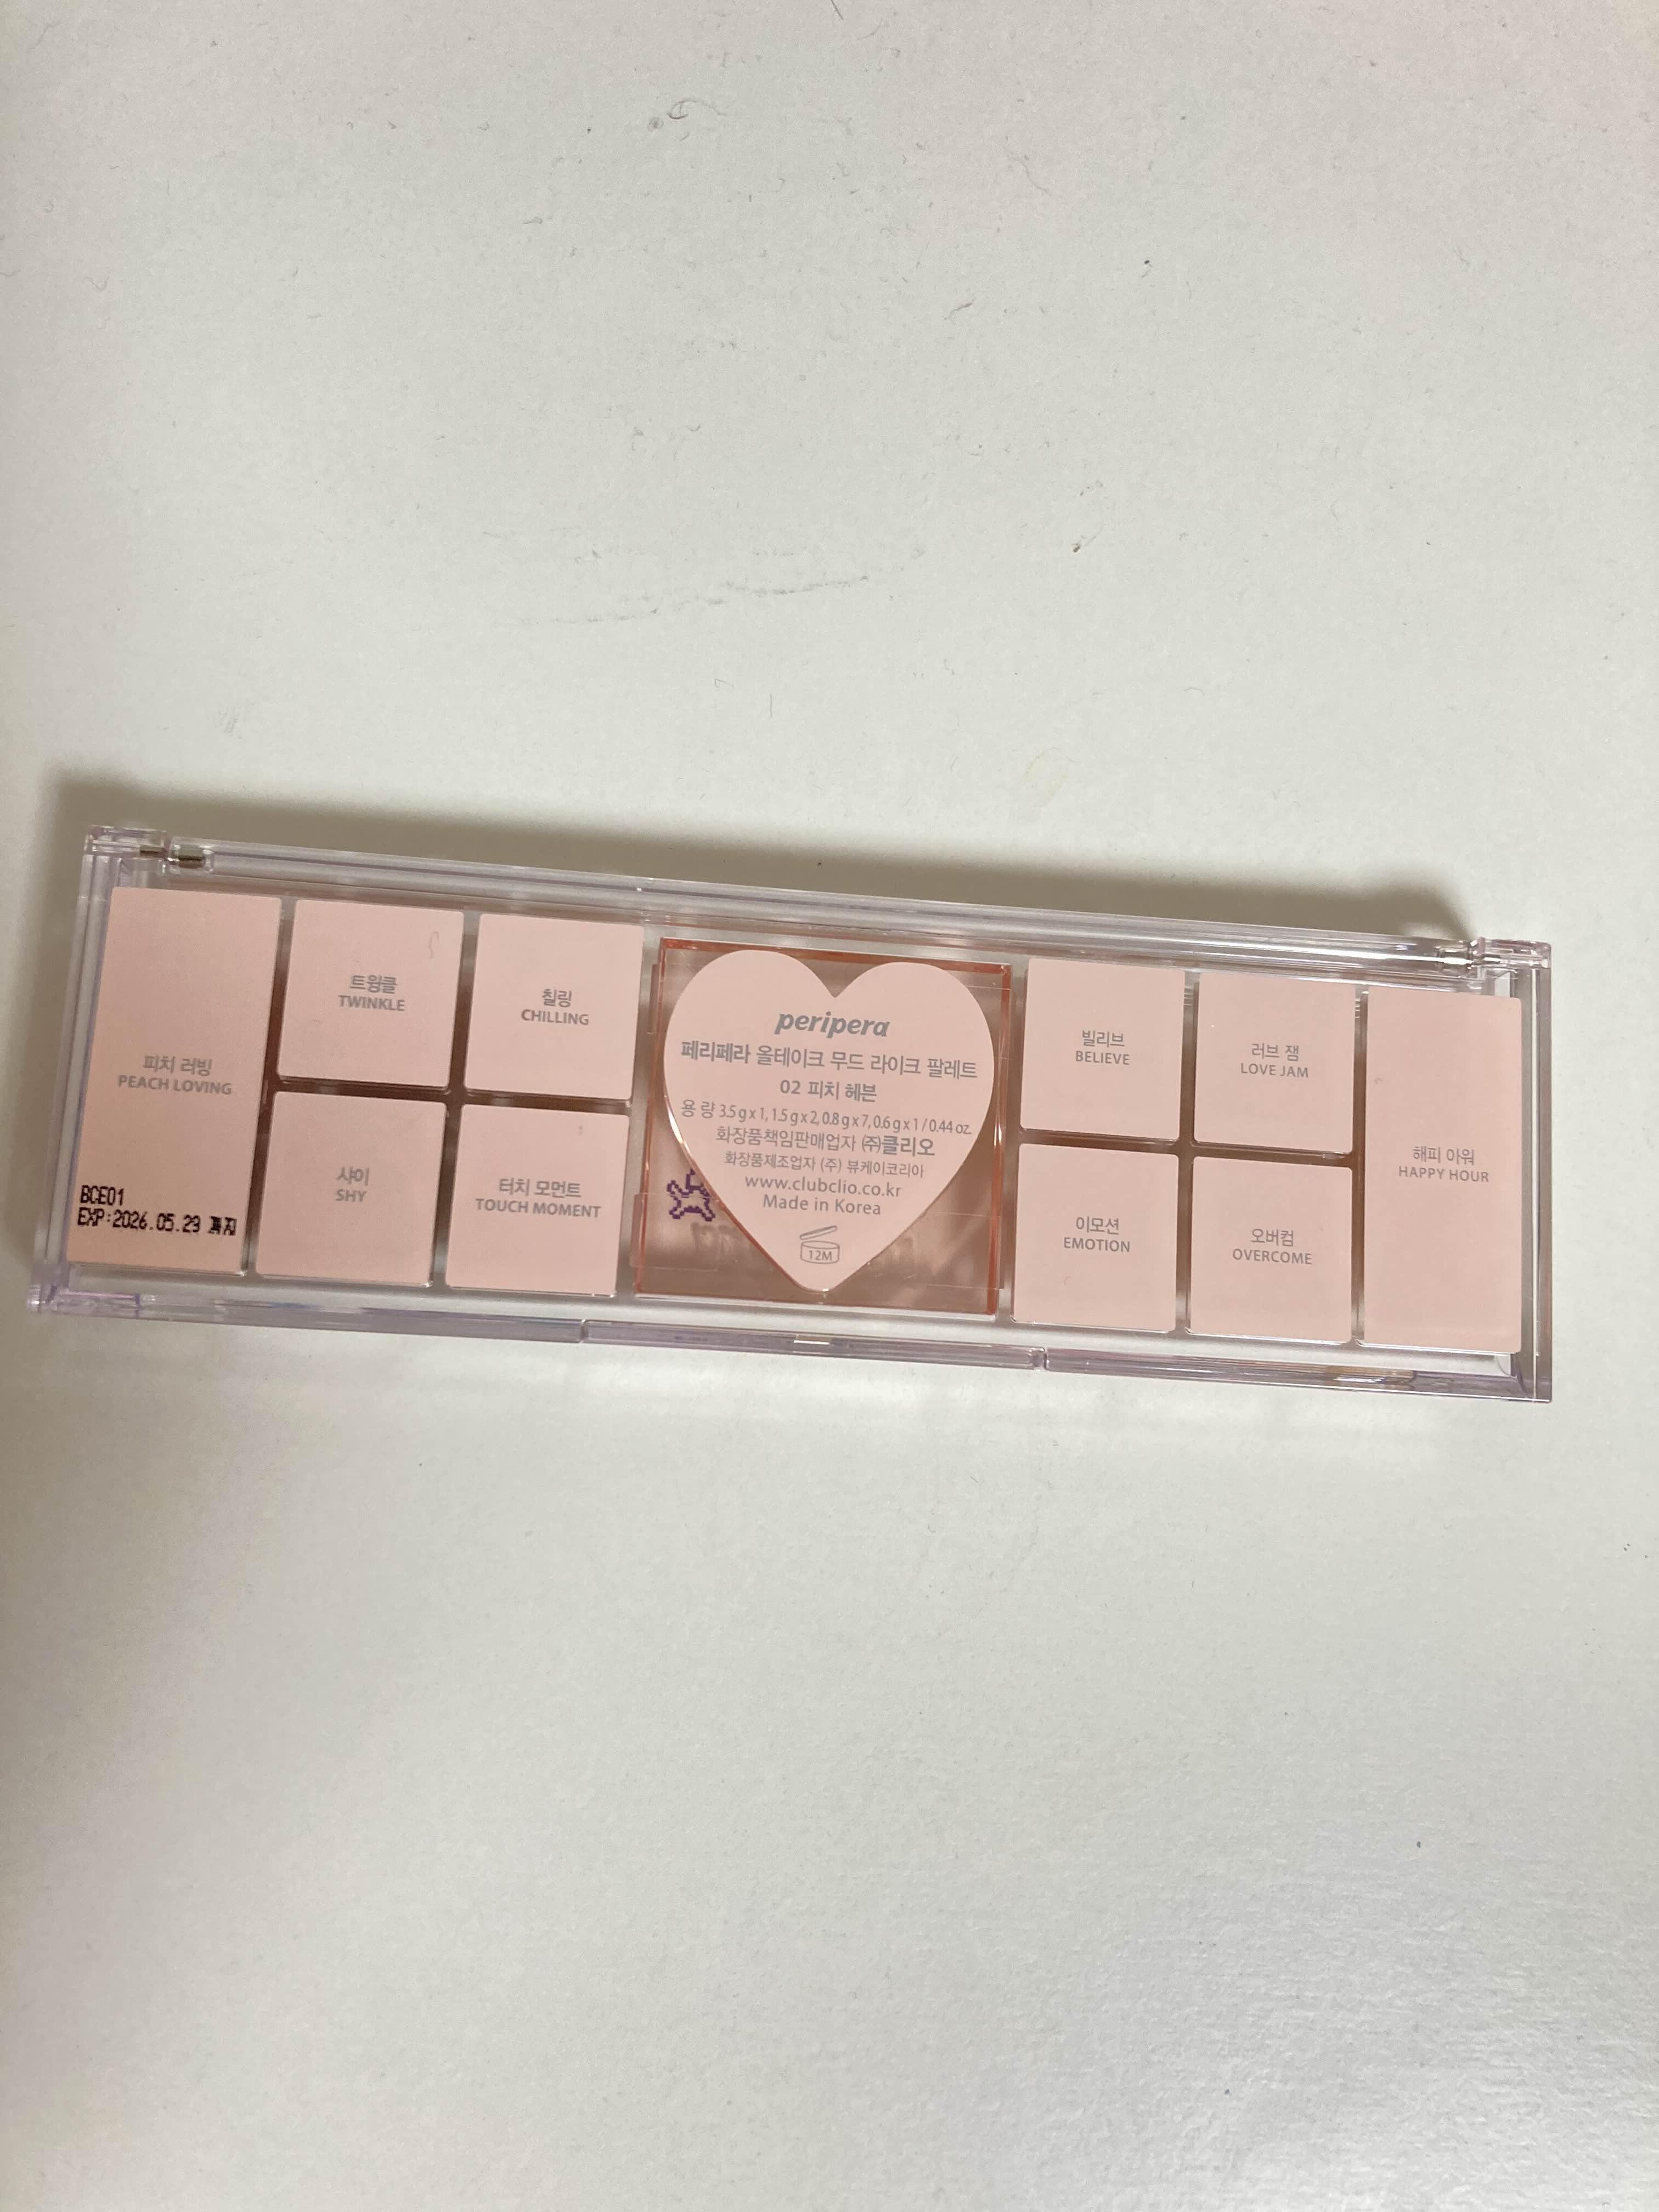 피치 러빙
PEACH LOVING
BCE01
EXP:2026.05.29 까지
트윙클
TWINKLE
칠링
CHILLING
샤이
SHY
터치 모먼트
TOUCH MOMENT
peripera
페리페라 올테이크 무드 라이크 팔레트
02 피치 헤븐
용 량 3.5 g x 1, 1.5 g x 2, 0.8 g x 7, 0.6 g x 1 / 0.44 oz.
화장품책임판매업자 ㈜클리오
화장품제조업자 (주) 뷰케이코리아
www.clubclio.co.kr
Made in Korea
12M
빌리브
BELIEVE
러브 잼
LOVE JAM
이모션
EMOTION
오버컴
OVERCOME
해피 아워
HAPPY HOUR